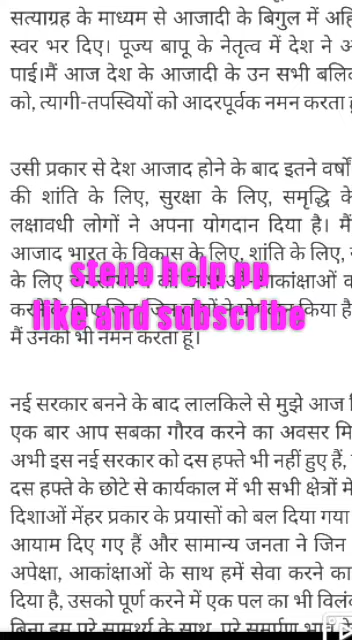 सत्याग्रह के माध्यम से आजादी के बिगुल में
स्वर भर दिए। पूज्य बापू के नेतृत्व में देश ने
पाई।मैं आज देश के आजादी के उन सभी
को, त्यागी-तपस्वियों को आदरपूर्वक नमन करता
उसी प्रकार से देश आजाद होने के बाद इतने वर्षों
की शांति के लिए, सुरक्षा के लिए, समृद्धि के
लक्षावधी लोगों ने अपना योगदान दिया है। मैं
आजाद भारत के विकास के लिए, शांति के लिए,
के लिए
steno help pp
like and subscribe
किया है
मैं उनको भी नमन करता हूं।
नई सरकार बनने के बाद लालकिले से मुझे आज
एक बार आप सबका गौरव करने का अवसर
अभी इस नई सरकार को दस हफ्ते भी नहीं हुए हैं,
दस हफ्ते के छोटे से कार्यकाल में भी सभी क्षेत्रों में
दिशाओं मेंहर प्रकार के प्रयासों को बल दिया गया
आयाम दिए गए हैं और सामान्य जनता ने जिन
अपेक्षा, आकांक्षाओं के साथ हमें सेवा करने का
दिया है, उसको पूर्ण करने में एक पल का भी
बिना हम पूरे सामर्थ्य के साथ, पूरे समर्पण